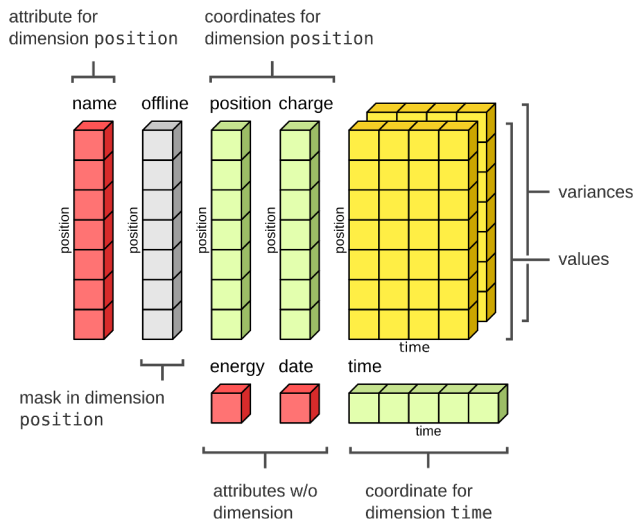 attribute for
dimension position
coordinates for
dimension position
name
offline
position
charge
position
position
position
position
position
variances
values
time
energy
date
time
mask in dimension
position
time
attributes w/o
dimension
coordinate for
dimension time